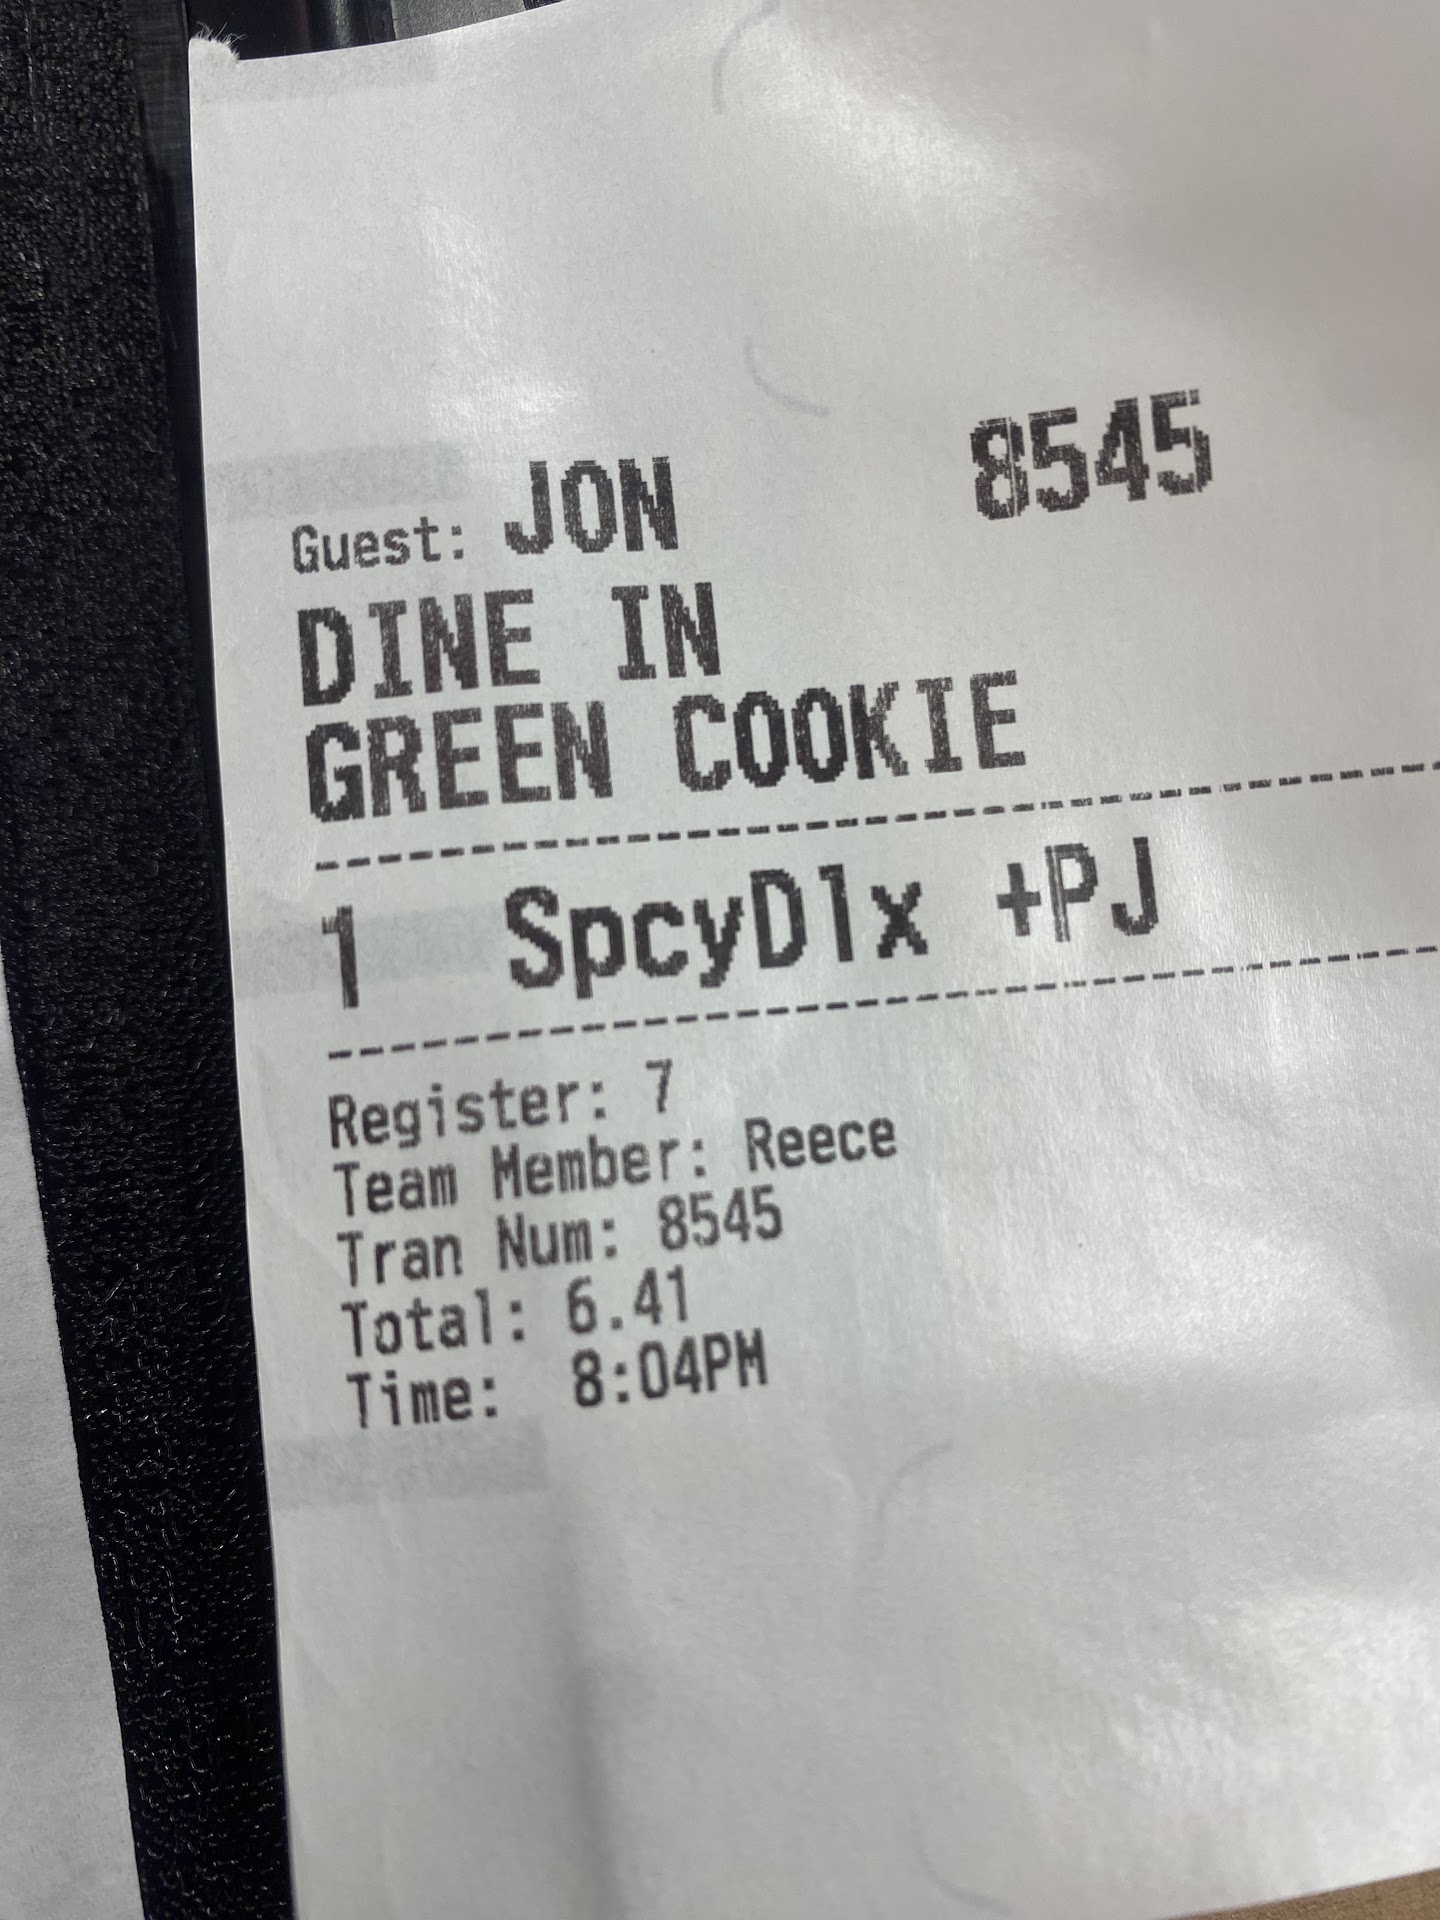 Guest: JON 8545
DINE IN
GREEN COOKIE
1 SpcyDlx +PJ
Register: 7
Team Member: Reece
Tran Num: 8545
Total: 6.41
Time: 8:04PM